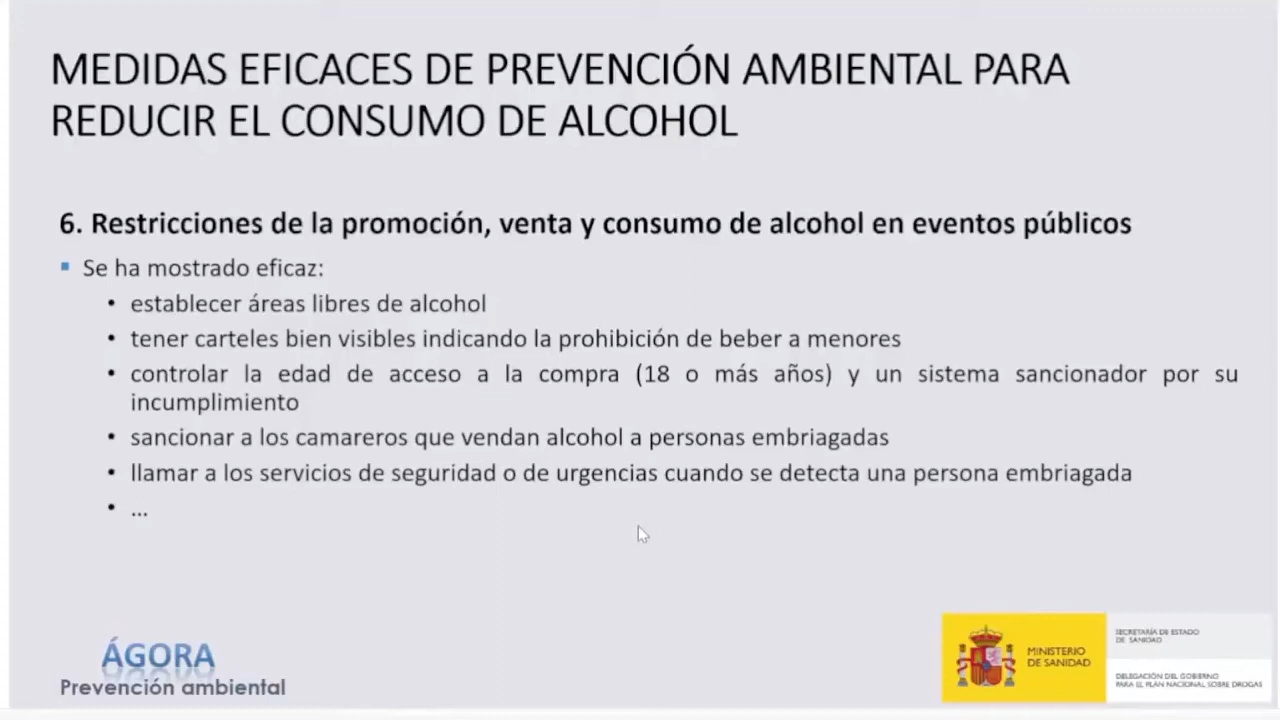 MEDIDAS EFICACES DE PREVENCIÓN AMBIENTAL PARA
REDUCIR EL CONSUMO DE ALCOHOL
6. Restricciones de la promoción, venta y consumo de alcohol en eventos públicos
▪ Se ha mostrado eficaz:
• establecer áreas libres de alcohol
• tener carteles bien visibles indicando la prohibición de beber a menores
• controlar la edad de acceso a la compra (18 o más años) y un sistema sancionador por su
incumplimiento
• sancionar a los camareros que vendan alcohol a personas embriagadas
• llamar a los servicios de seguridad o de urgencias cuando se detecta una persona embriagada
• ...
ÁGORA
Prevención ambiental
MINISTERIO
DE SANIDAD
SECRETARÍA DE ESTADO
DE SANIDAD
DELEGACIÓN DEL GOBIERNO
PARA EL PLAN NACIONAL SOBRE DROGAS